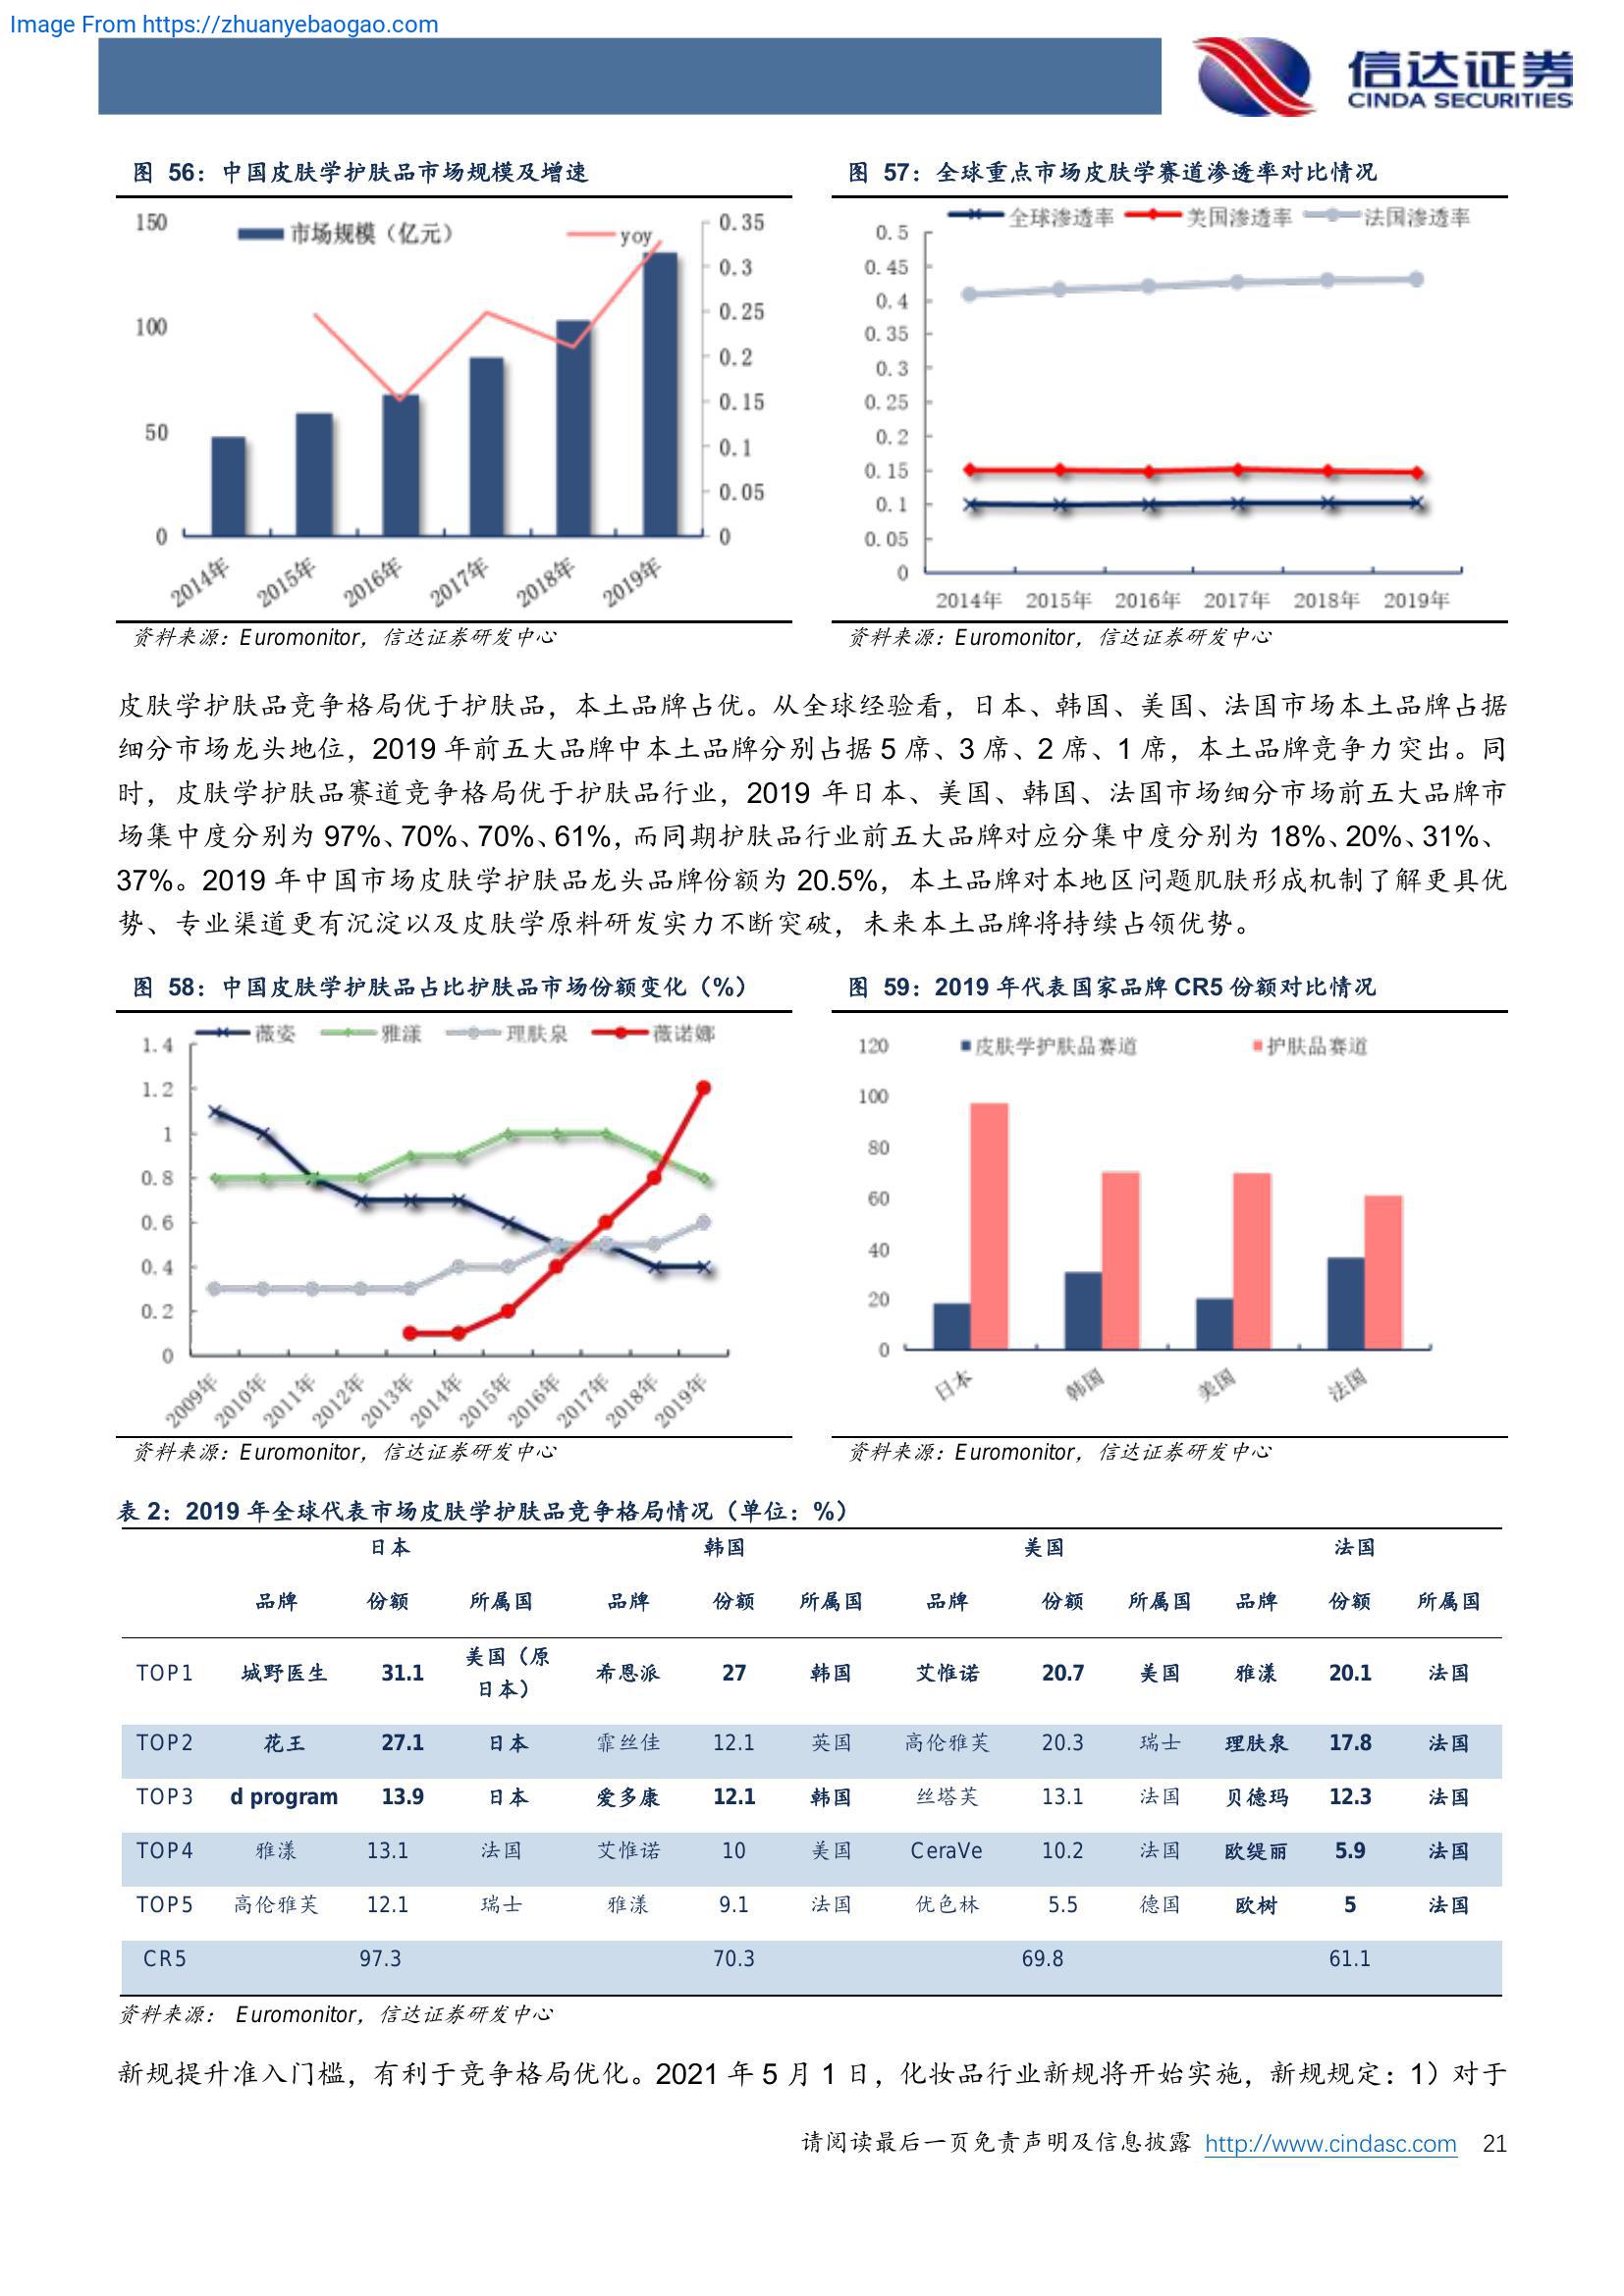 Image From https://zhuanyebaogao.com
信达证券
CINDA SECURITIES
图 56：中国皮肤学护肤品市场规模及增速
市场规模（亿元） yoy
150
100
50
0
0.35
0.3
0.25
0.2
0.15
0.1
0.05
0
2014年 2015年 2016年 2017年 2018年 2019年
资料来源：Euromonitor，信达证券研发中心
图 57：全球重点市场皮肤学赛道渗透率对比情况
全球渗透率 美国渗透率 法国渗透率
0.5
0.45
0.4
0.35
0.3
0.25
0.2
0.15
0.1
0.05
0
2014年 2015年 2016年 2017年 2018年 2019年
资料来源：Euromonitor，信达证券研发中心
皮肤学护肤品竞争格局优于护肤品，本土品牌占优。从全球经验看，日本、韩国、美国、法国市场本土品牌占据
细分市场龙头地位，2019 年前五大品牌中本土品牌分别占据 5 席、3 席、2 席、1 席，本土品牌竞争力突出。同
时，皮肤学护肤品赛道竞争格局优于护肤品行业，2019 年日本、美国、韩国、法国市场细分市场前五大品牌市
场集中度分别为 97%、70%、70%、61%，而同期护肤品行业前五大品牌对应分集中度分别为 18%、20%、31%、
37%。2019 年中国市场皮肤学护肤品龙头品牌份额为 20.5%，本土品牌对本地区问题肌肤形成机制了解更具优
势、专业渠道更有沉淀以及皮肤学原料研发实力不断突破，未来本土品牌将持续占领优势。
图 58：中国皮肤学护肤品占比护肤品市场份额变化（%）
薇姿 雅漾 理肤泉 薇诺娜
1.4
1.2
1
0.8
0.6
0.4
0.2
0
2009年 2010年 2011年 2012年 2013年 2014年 2015年 2016年 2017年 2018年 2019年
资料来源：Euromonitor，信达证券研发中心
图 59：2019 年代表国家品牌 CR5 份额对比情况
皮肤学护肤品赛道 护肤品赛道
120
100
80
60
40
20
0
日本 韩国 美国 法国
资料来源：Euromonitor，信达证券研发中心
表 2：2019 年全球代表市场皮肤学护肤品竞争格局情况（单位：%）
日本 韩国 美国 法国
品牌 份额 所属国 品牌 份额 所属国 品牌 份额 所属国 品牌 份额 所属国
TOP1 城野医生 31.1 美国（原日本） 希恩派 27 韩国 艾惟诺 20.7 美国 雅漾 20.1 法国
TOP2 花王 27.1 日本 霏丝佳 12.1 英国 高伦雅芙 20.3 瑞士 理肤泉 17.8 法国
TOP3 d program 13.9 日本 爱多康 12.1 韩国 丝塔芙 13.1 法国 贝德玛 12.3 法国
TOP4 雅漾 13.1 法国 艾惟诺 10 美国 CeraVe 10.2 法国 欧缇丽 5.9 法国
TOP5 高伦雅芙 12.1 瑞士 雅漾 9.1 法国 优色林 5.5 德国 欧树 5 法国
CR5 97.3 70.3 69.8 61.1
资料来源： Euromonitor，信达证券研发中心
新规提升准入门槛，有利于竞争格局优化。2021 年 5 月 1 日，化妆品行业新规将开始实施，新规规定：1）对于
请阅读最后一页免责声明及信息披露 http://www.cindasc.com 21